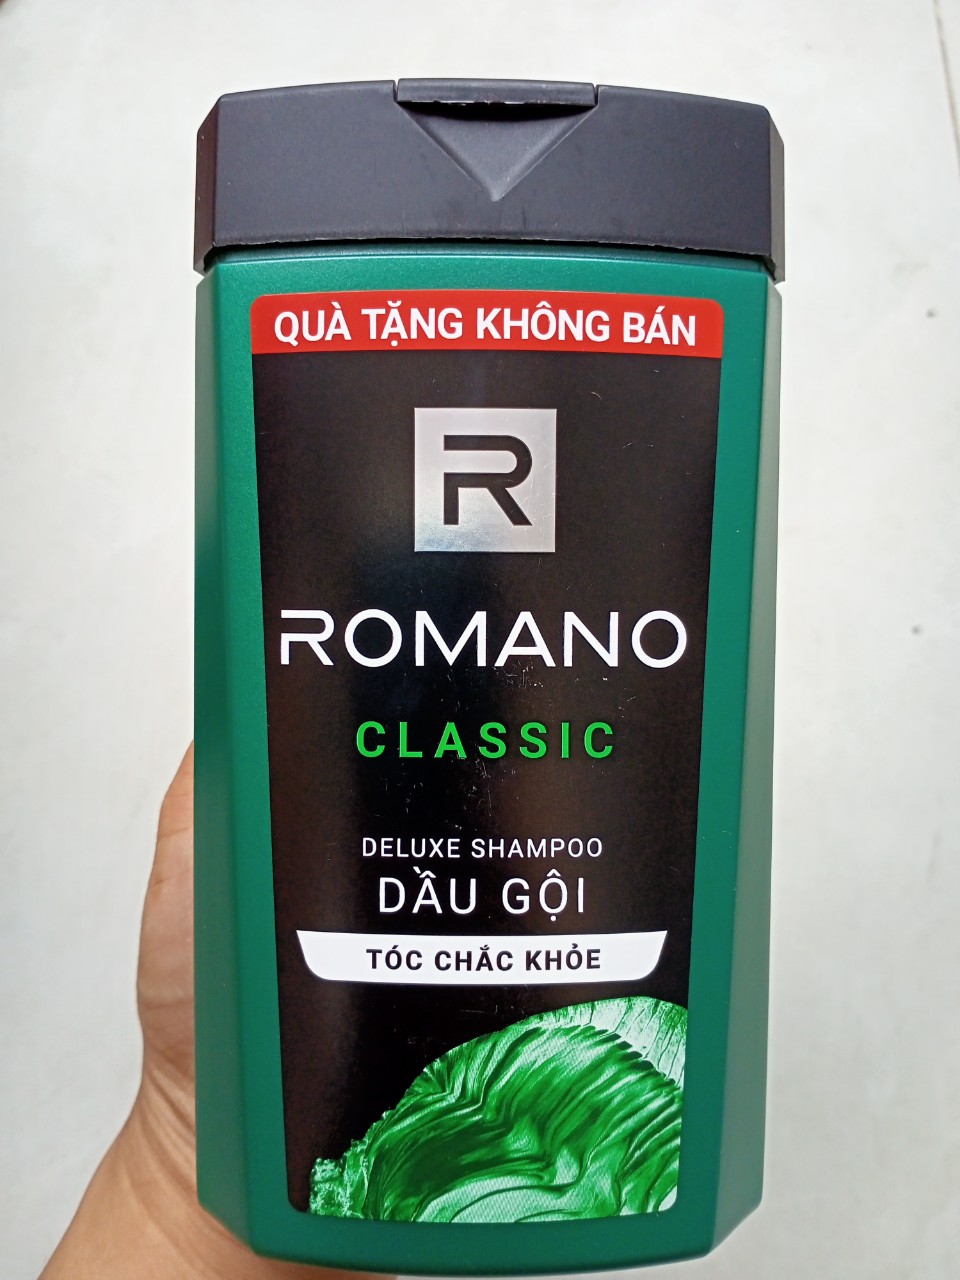 QUÀ TẶNG KHÔNG BÁN
R
ROMANO
CLASSIC
DELUXE SHAMPOO
DẦU GỘI
TÓC CHẮC KHỎE